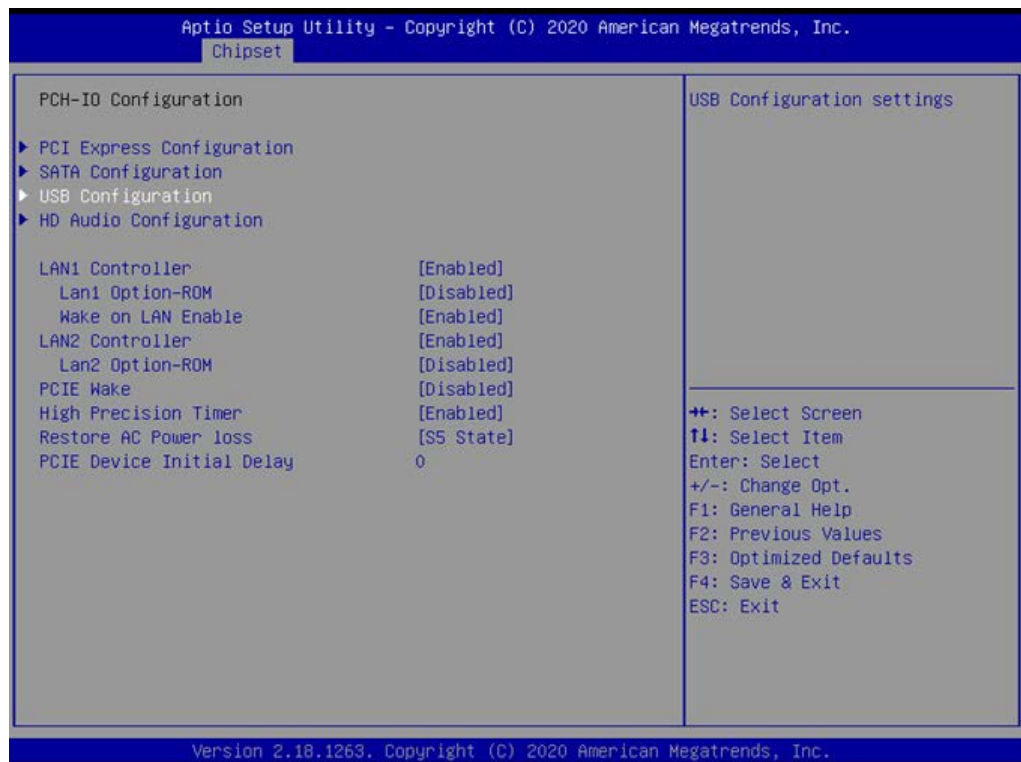 Aptio Setup Utility – Copyright (C) 2020 American Megatrends, Inc.
Chipset
PCH-IO Configuration
PCI Express Configuration
SATA Configuration
USB Configuration
HD Audio Configuration
LAN1 Controller [Enabled]
Lan1 Option-ROM [Disabled]
Wake on LAN Enable [Enabled]
LAN2 Controller [Enabled]
Lan2 Option-ROM [Disabled]
PCIE Wake [Disabled]
High Precision Timer [Enabled]
Restore AC Power loss [S5 State]
PCIE Device Initial Delay 0
USB Configuration settings
→←: Select Screen
↑↓: Select Item
Enter: Select
+/-: Change Opt.
F1: General Help
F2: Previous Values
F3: Optimized Defaults
F4: Save & Exit
ESC: Exit
Version 2.18.1263. Copyright (C) 2020 American Megatrends, Inc.